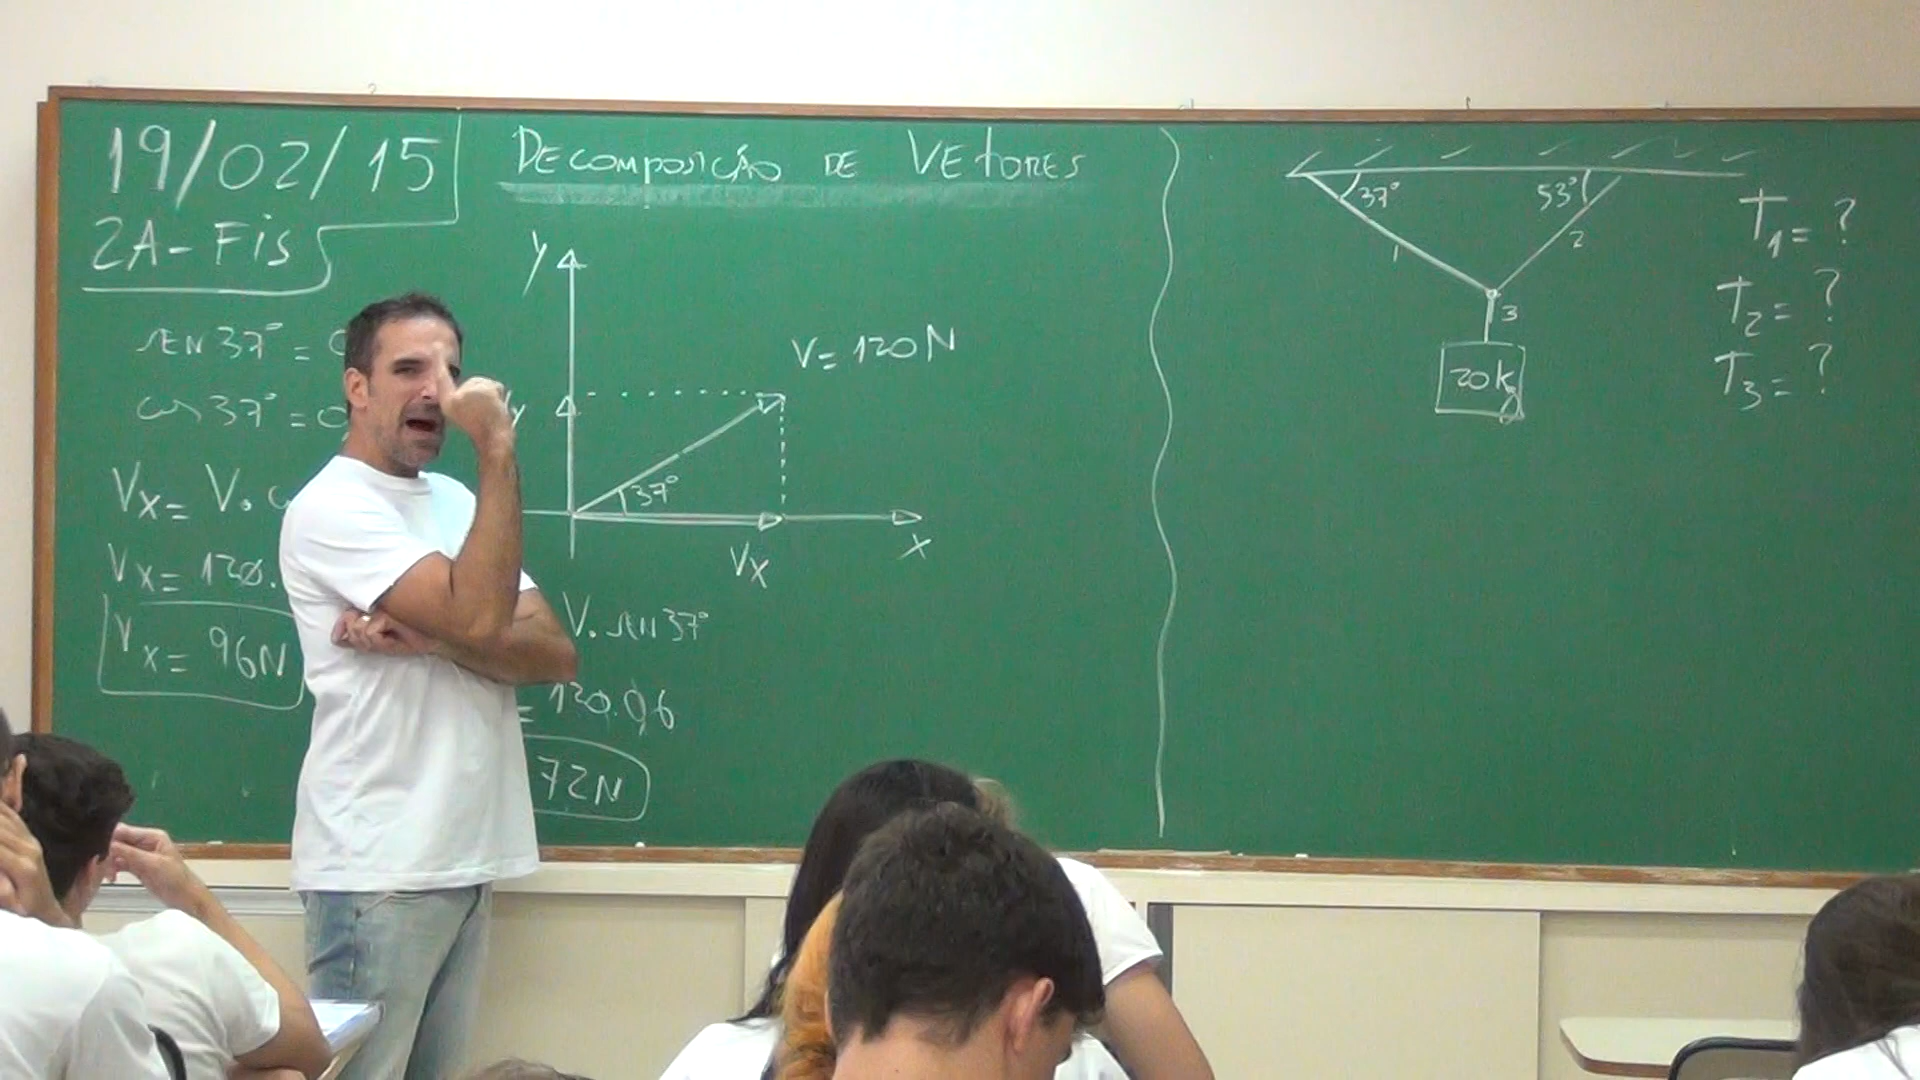 19/02/15
2A - Fis
Decomposição de Vetores
sen 37° =
cos 37° = 0,
Vx = V.
Vx = 120.
Vx = 96N
y
y
V = 120N
37°
Vx
x
V. sen 37°
= 120.0,6
72N
37°
53°
1
2
3
20kg
T1 = ?
T2 = ?
T3 = ?